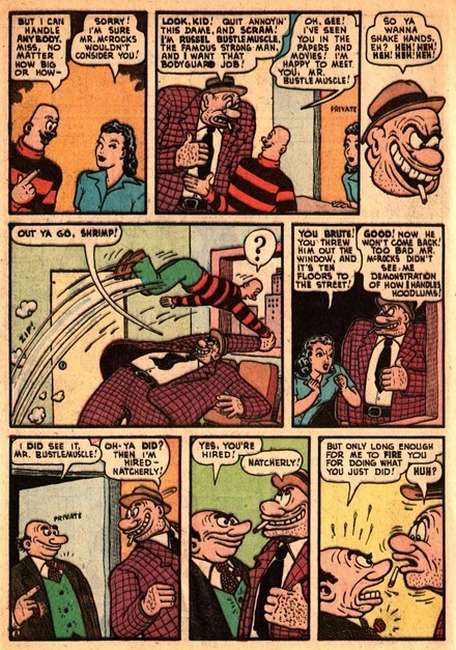 BUT I CAN
HANDLE
ANYBODY,
MISS, NO
MATTER
HOW BIG
OR HOW-
SORRY!
I'M SURE
MR. McROCKS
WOULDN'T
CONSIDER YOU!
LOOK, KID! QUIT ANNOYIN'
THIS DAME, AND SCRAM!
I'M RUSSEL BUSTLEMUSCLE,
THE FAMOUS STRONG MAN,
AND I WANT THAT
BODYGUARD JOB!
OH, GEE!
I'VE SEEN
YOU IN THE
PAPERS AND
MOVIES! I'M
HAPPY TO MEET
YOU, MR.
BUSTLEMUSCLE!
PRIVATE
SO YA
WANNA
SHAKE HANDS,
EH? HEH! HEH!
HEH! HEH! HEH!
OUT YA GO, SHRIMP!
?
ZIP!
YOU BRUTE!
YOU THREW
HIM OUT THE
WINDOW, AND
IT'S TEN
FLOORS TO
THE STREET!
GOOD! NOW HE
WON'T COME BACK!
TOO BAD MR.
McROCKS DIDN'T
SEE ME
DEMONSTRATION
OF HOW I HANDLES
HOODLUMS!
I DID SEE IT,
MR. BUSTLEMUSCLE!
OH- YA DID?
THEN I'M
HIRED-
NATCHERLY!
PRIVATE
YES, YOU'RE
HIRED!
NATCHERLY!
BUT ONLY LONG ENOUGH
FOR ME TO FIRE YOU
FOR DOING WHAT
YOU JUST DID!
HUH?